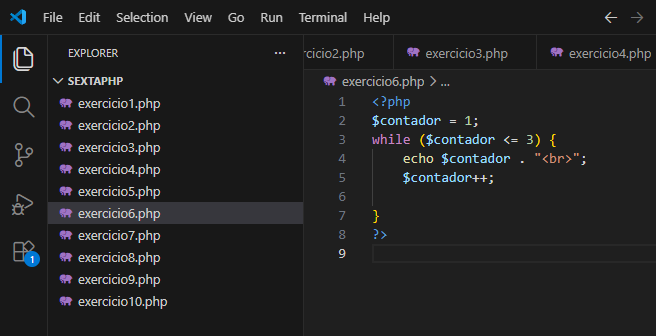 File Edit Selection View Go Run Terminal Help
EXPLORER ...
SEXTAPHP
exercicio1.php
exercicio2.php
exercicio3.php
exercicio4.php
exercicio5.php
exercicio6.php
exercicio7.php
exercicio8.php
exercicio9.php
exercicio10.php
1
rcicio2.php exercicio3.php exercicio4.php
exercicio6.php > ...
1 <?php
2 $contador = 1;
3 while ($contador <= 3) {
4 echo $contador . "<br>";
5 $contador++;
6
7 }
8 ?>
9